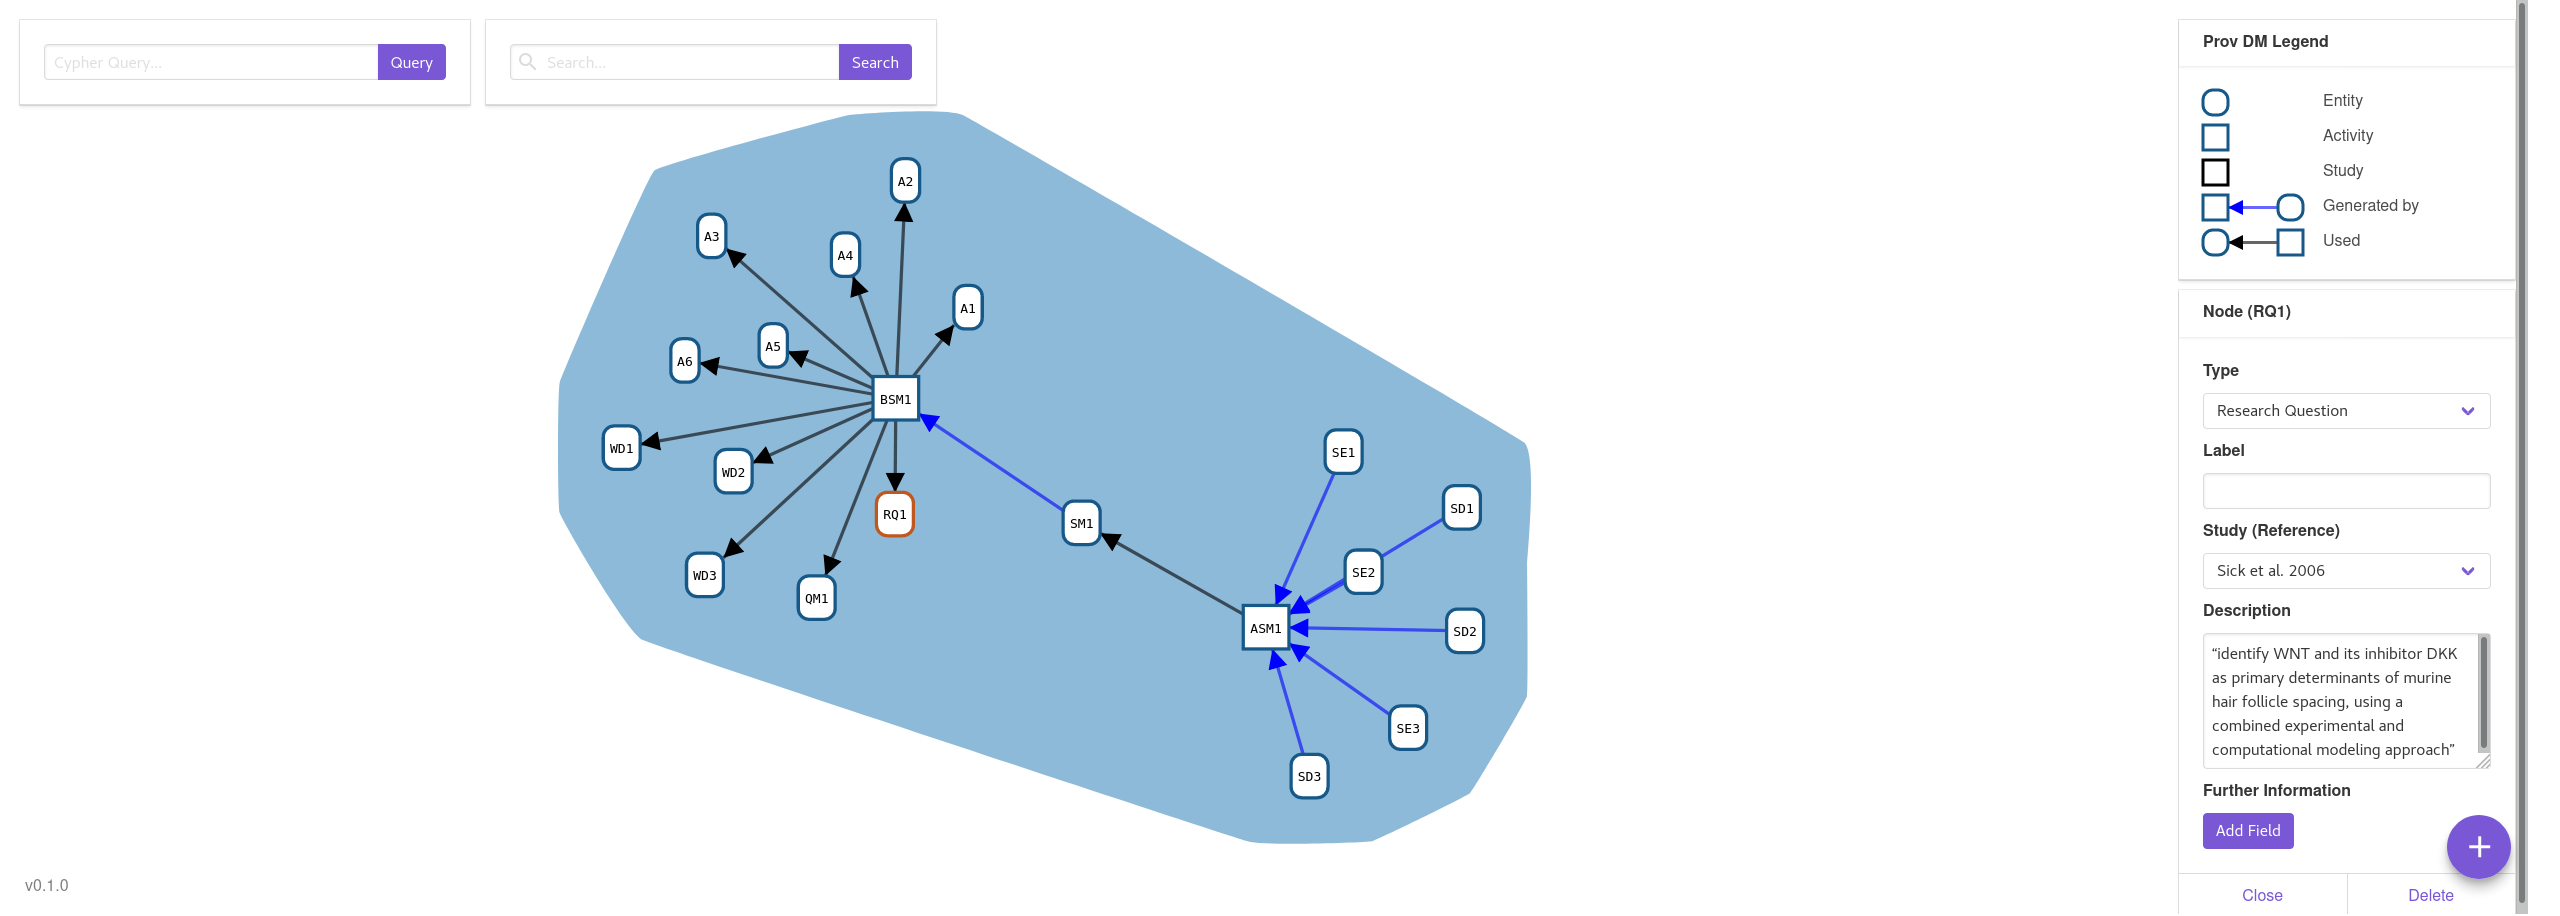 Cypher Query...
Query
Search...
Search
A2
A3
A4
A1
A5
A6
BSM1
WD1
WD2
RQ1
WD3
QM1
SM1
SE1
SD1
SE2
ASM1
SD2
SE3
SD3
v0.1.0
Prov DM Legend
Entity
Activity
Study
Generated by
Used
Node (RQ1)
Type
Research Question
Label
Study (Reference)
Sick et al. 2006
Description
“identify WNT and its inhibitor DKK
as primary determinants of murine
hair follicle spacing, using a
combined experimental and
computational modeling approach”
Further Information
Add Field
+
Close
Delete